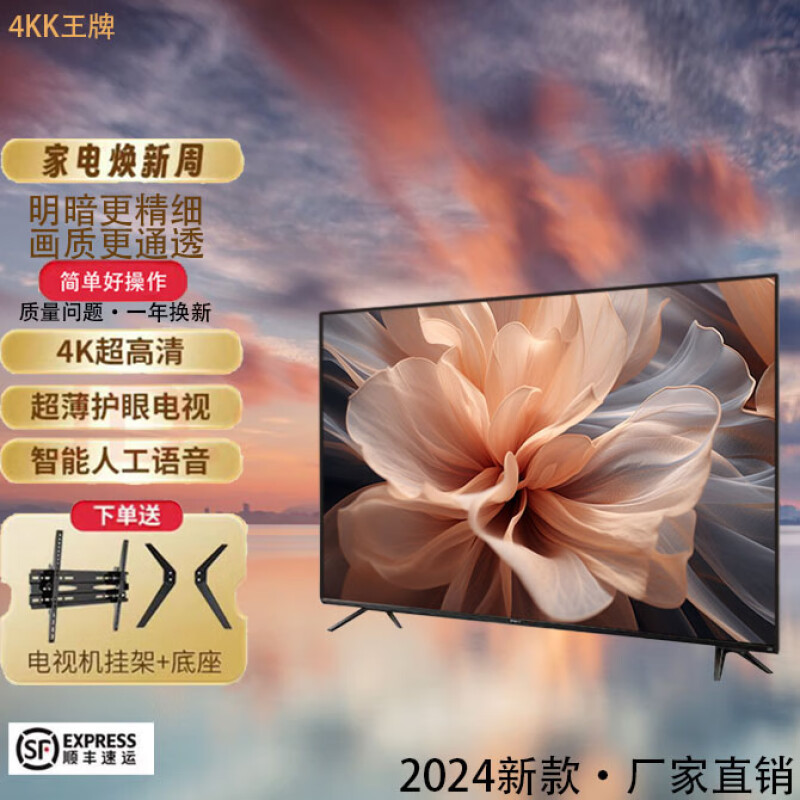 4KK王牌
家电焕新周
明暗更精细
画质更通透
简单好操作
质量问题·一年换新
4K超高清
超薄护眼电视
智能人工语音
下单送
电视机挂架+底座
SF EXPRESS
顺丰速运
2024新款·厂家直销